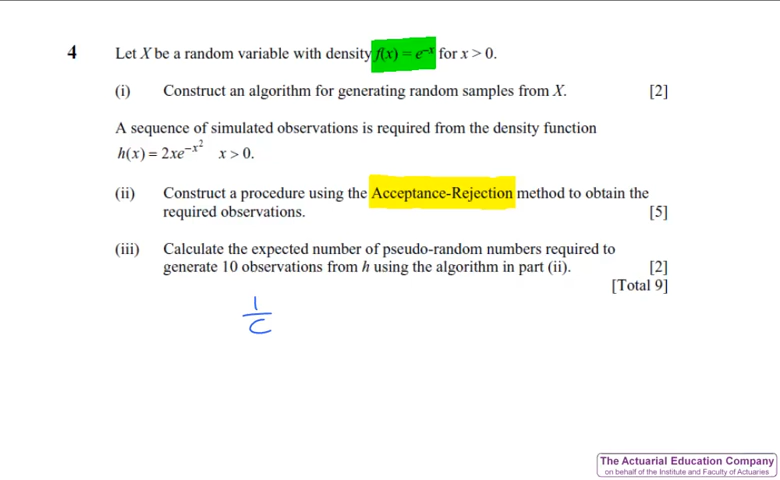 4 Let X be a random variable with density f(x) = e^{-x} for x > 0.
(i) Construct an algorithm for generating random samples from X. [2]
A sequence of simulated observations is required from the density function
h(x) = 2xe^{-x^2} x > 0.
(ii) Construct a procedure using the Acceptance-Rejection method to obtain the
required observations. [5]
(iii) Calculate the expected number of pseudo-random numbers required to
generate 10 observations from h using the algorithm in part (ii). [2]
[Total 9]
1
C
The Actuarial Education Company
on behalf of the Institute and Faculty of Actuaries